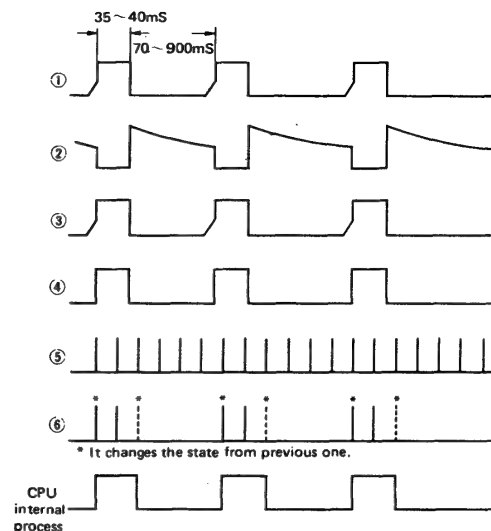 35～40mS
70～900mS
①
②
③
④
⑤
* * * * * *
⑥
* It changes the state from previous one.
CPU
internal
process